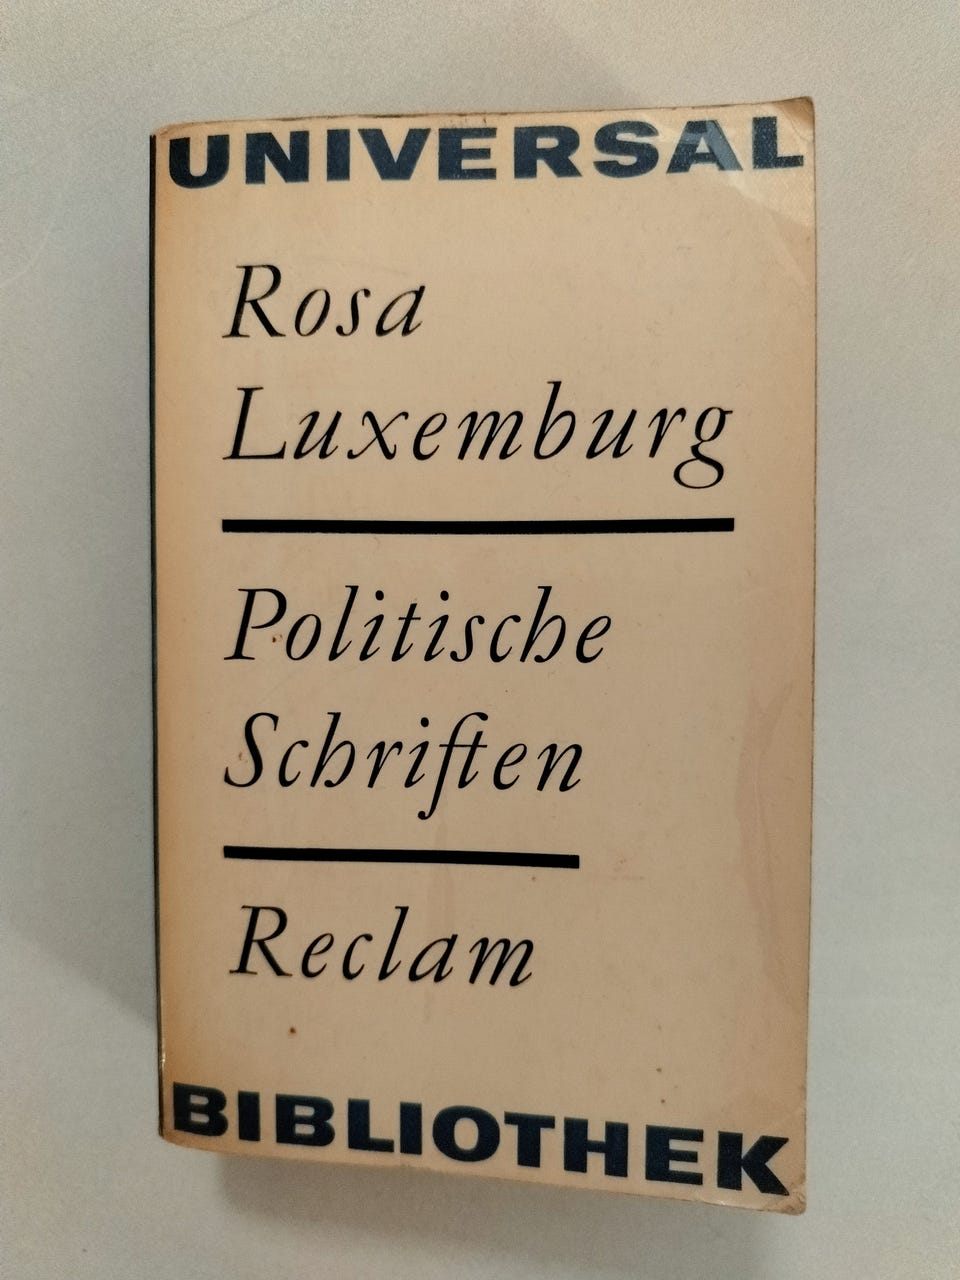 UNIVERSAL
Rosa
Luxemburg
Politische
Schriften
Reclam
BIBLIOTHEK